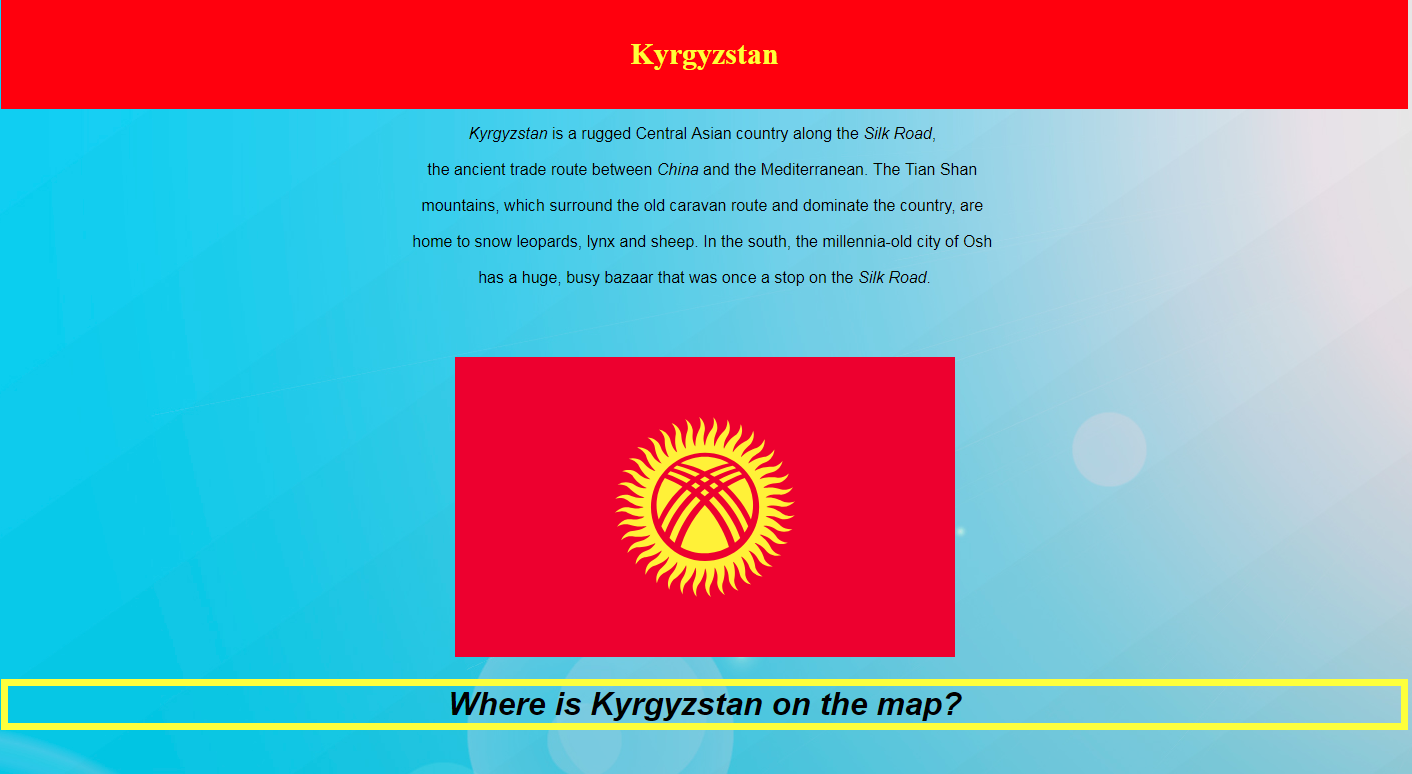 Kyrgyzstan
Kyrgyzstan is a rugged Central Asian country along the Silk Road,
the ancient trade route between China and the Mediterranean. The Tian Shan
mountains, which surround the old caravan route and dominate the country, are
home to snow leopards, lynx and sheep. In the south, the millennia-old city of Osh
has a huge, busy bazaar that was once a stop on the Silk Road.
Where is Kyrgyzstan on the map?